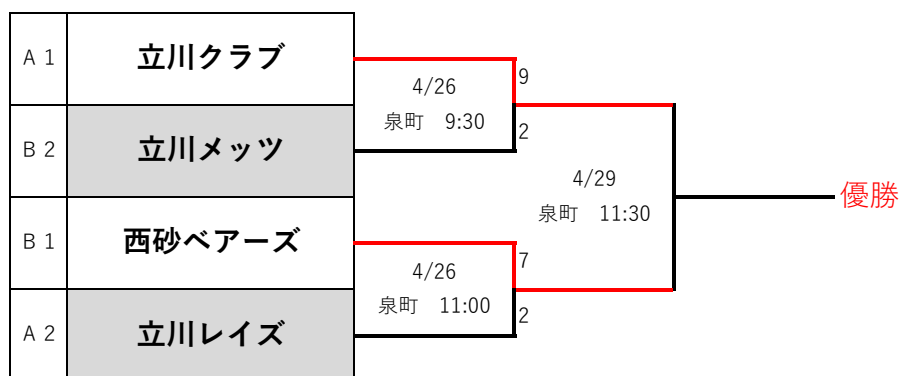 A 1
立川クラブ
4/26
泉町　9:30
9
2
B 2
立川メッツ
4/29
泉町　11:30
優勝
B 1
西砂ベアーズ
4/26
泉町　11:00
7
2
A 2
立川レイズ